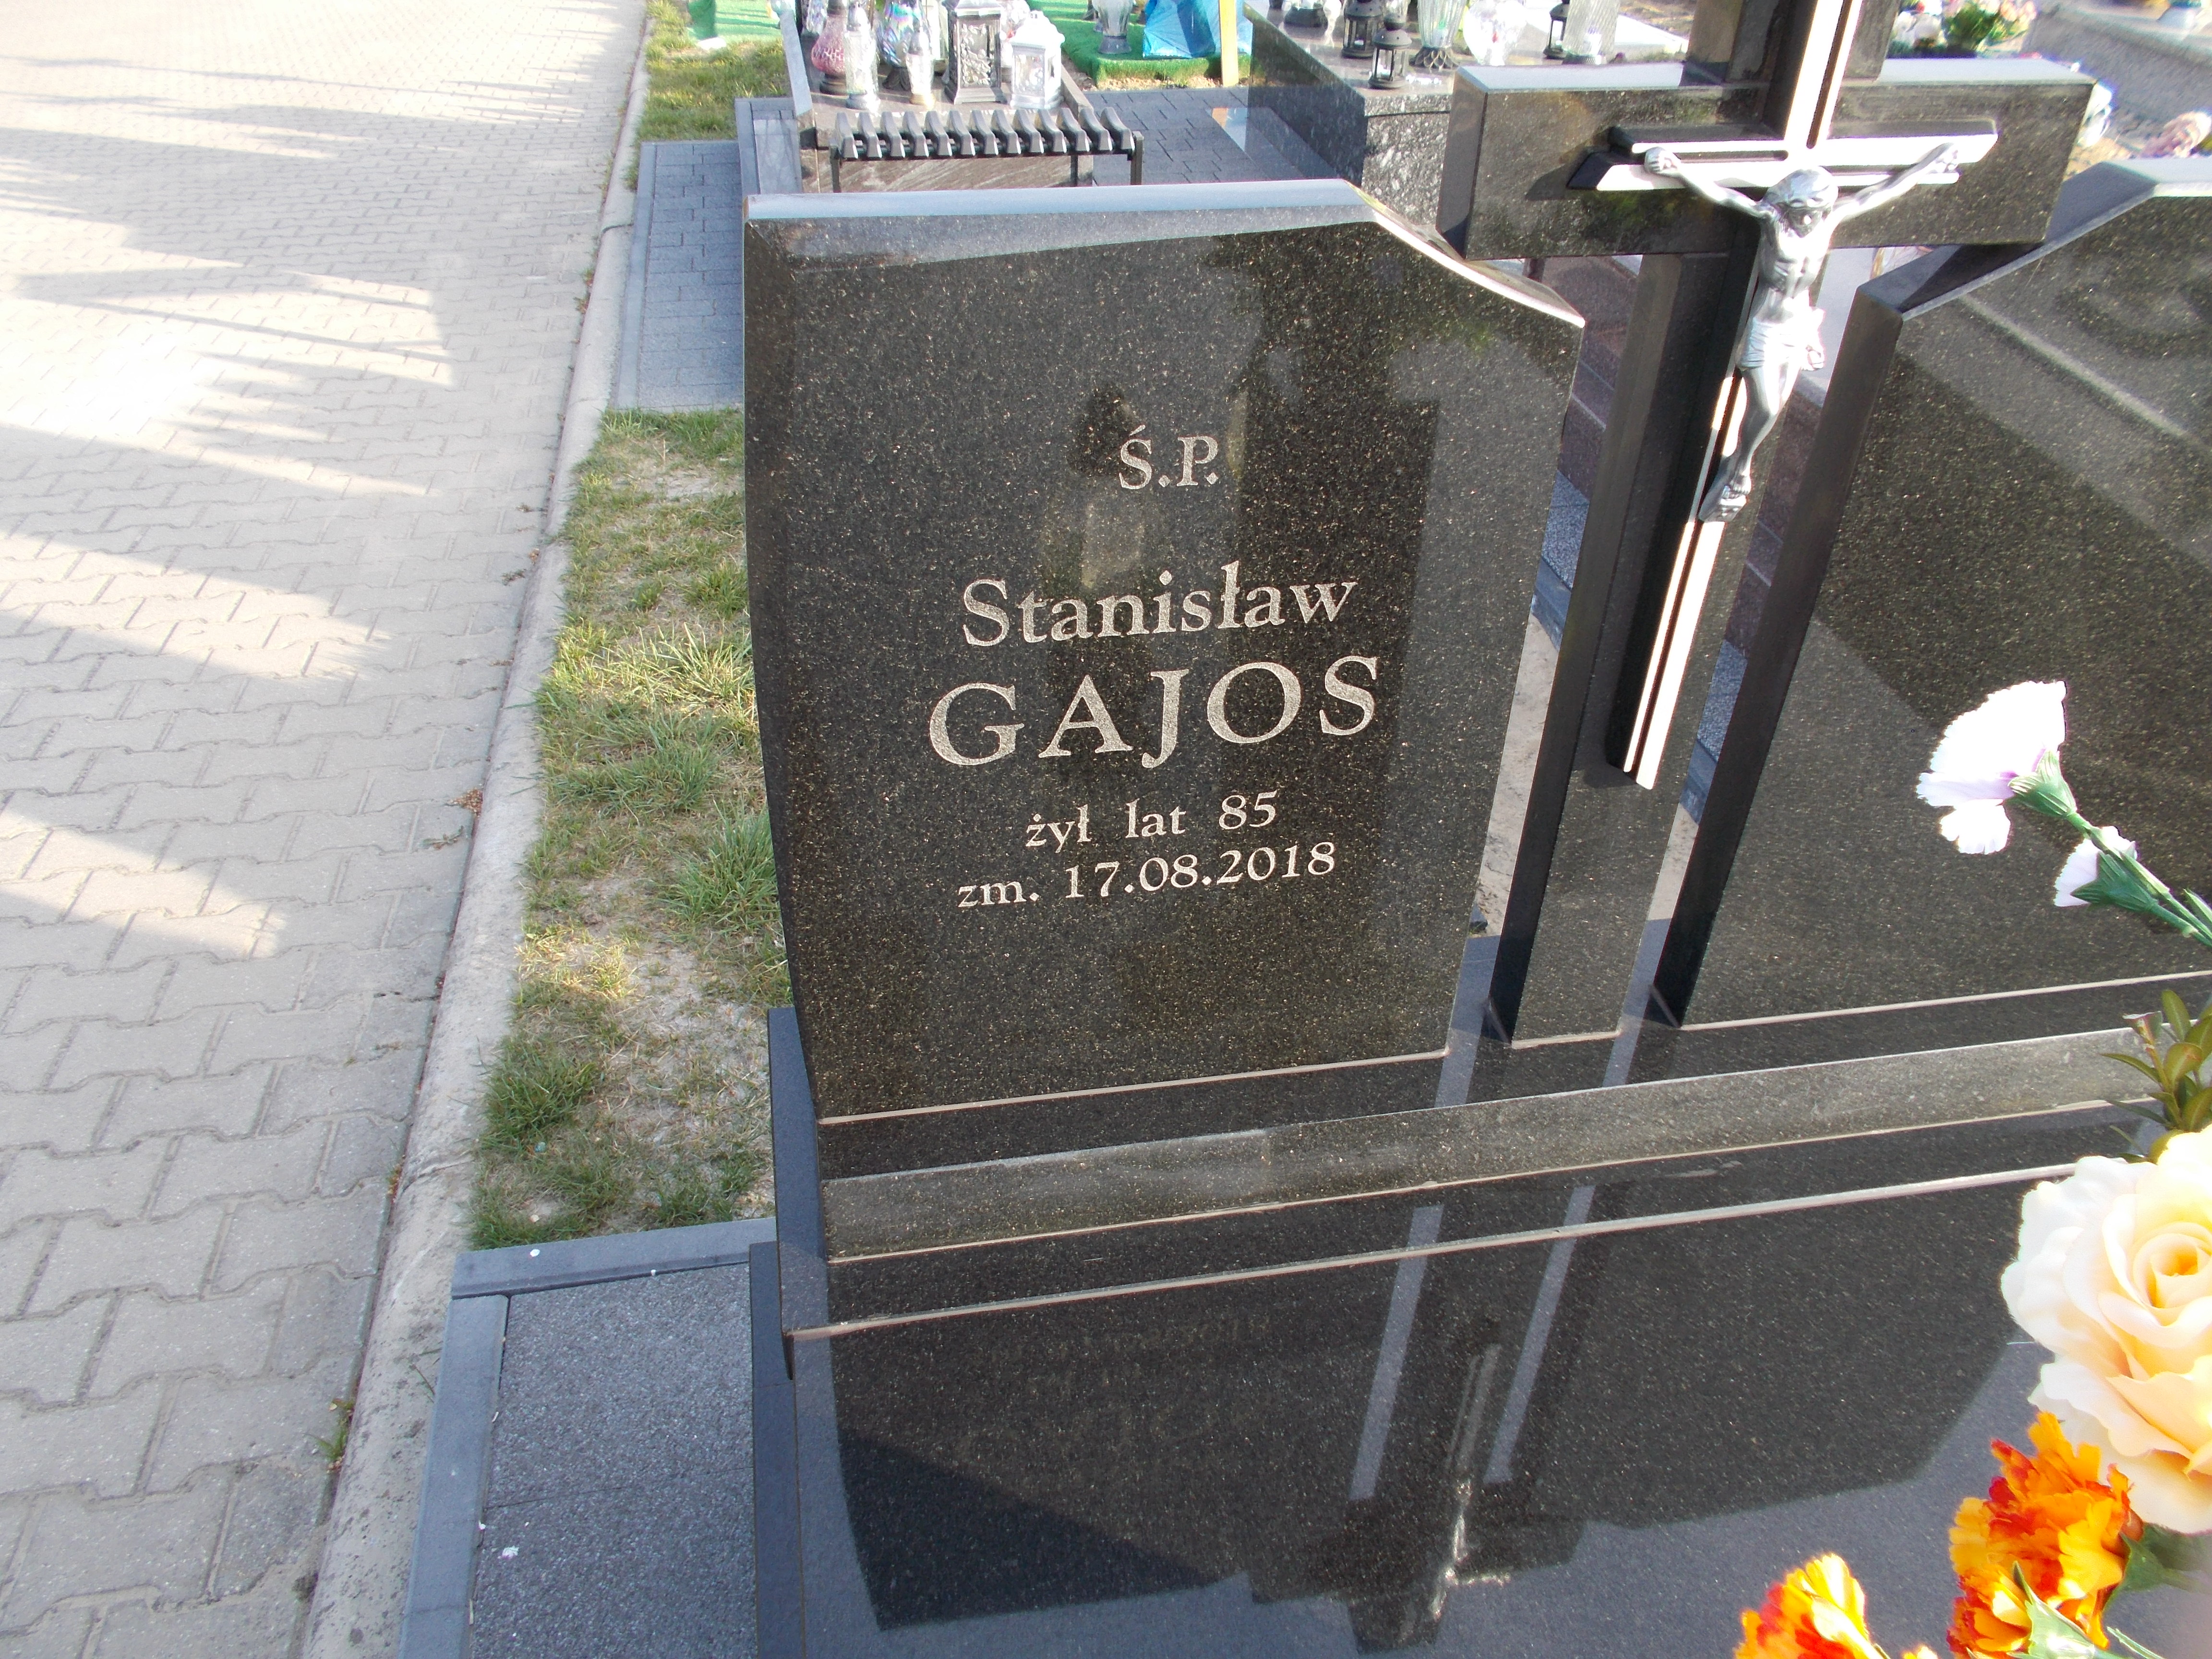 Ś.P.
Stanisław
GAJOS
żył lat 85
zm. 17.08.2018